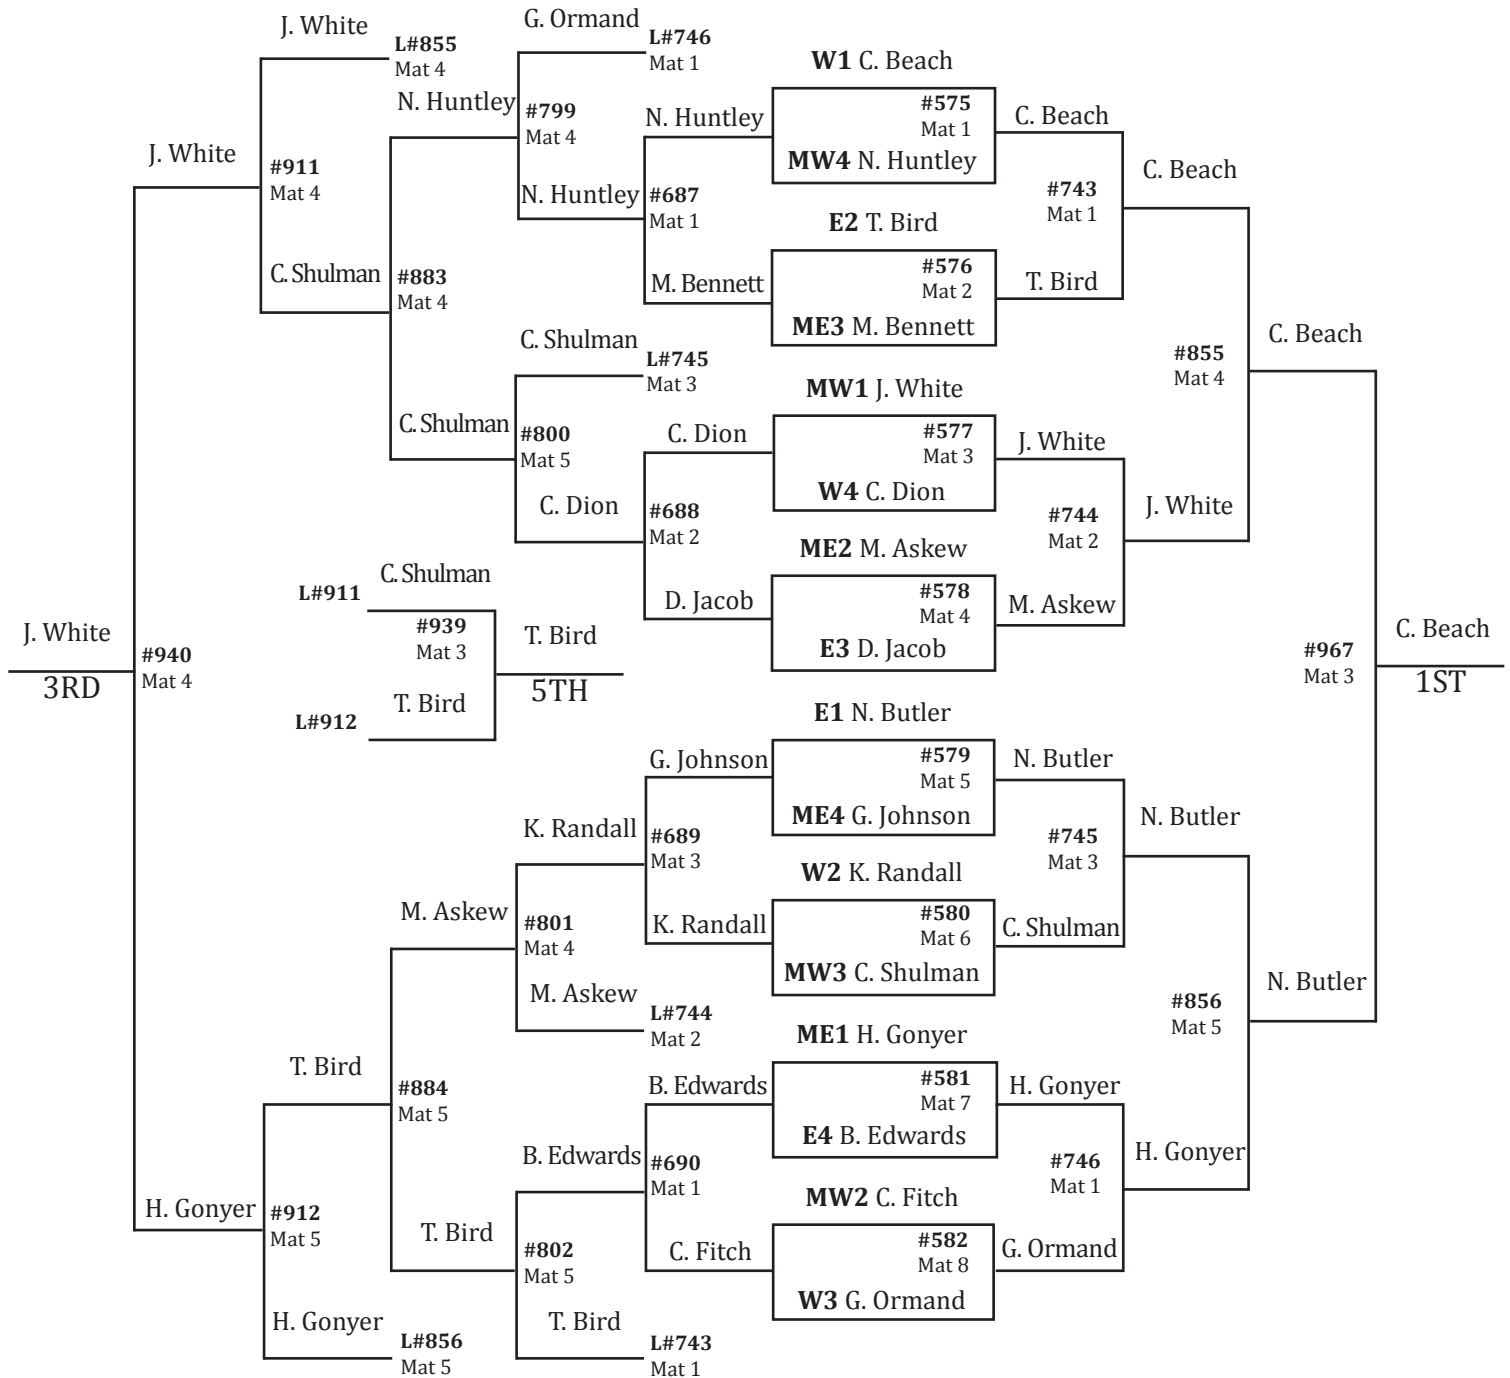 J. White
L#855
Mat 4
G. Ormand
L#746
Mat 1
N. Huntley
#799
Mat 4
J. White
#911
Mat 4
N. Huntley
#687
Mat 1
N. Huntley
C. Shulman
#883
Mat 4
M. Bennett
C. Shulman
L#745
Mat 3
C. Shulman
#800
Mat 5
C. Dion
C. Dion
#688
Mat 2
D. Jacob
W1 C. Beach
#575
Mat 1
MW4 N. Huntley
C. Beach
E2 T. Bird
#576
Mat 2
ME3 M. Bennett
T. Bird
#743
Mat 1
C. Beach
MW1 J. White
#577
Mat 3
W4 C. Dion
J. White
ME2 M. Askew
#578
Mat 4
E3 D. Jacob
M. Askew
#744
Mat 2
J. White
#855
Mat 4
C. Beach
C. Shulman
L#911
#939
Mat 3
T. Bird
L#912
T. Bird
5TH
J. White
3RD
#940
Mat 4
#967
Mat 3
C. Beach
1ST
E1 N. Butler
#579
Mat 5
ME4 G. Johnson
N. Butler
W2 K. Randall
#580
Mat 6
MW3 C. Shulman
C. Shulman
#745
Mat 3
N. Butler
ME1 H. Gonyer
#581
Mat 7
E4 B. Edwards
H. Gonyer
MW2 C. Fitch
#582
Mat 8
W3 G. Ormand
G. Ormand
#746
Mat 1
H. Gonyer
#856
Mat 5
N. Butler
G. Johnson
K. Randall
#689
Mat 3
K. Randall
M. Askew
#801
Mat 4
M. Askew
L#744
Mat 2
T. Bird
#884
Mat 5
B. Edwards
B. Edwards
#690
Mat 1
C. Fitch
T. Bird
#802
Mat 5
T. Bird
L#743
Mat 1
H. Gonyer
#912
Mat 5
H. Gonyer
L#856
Mat 5